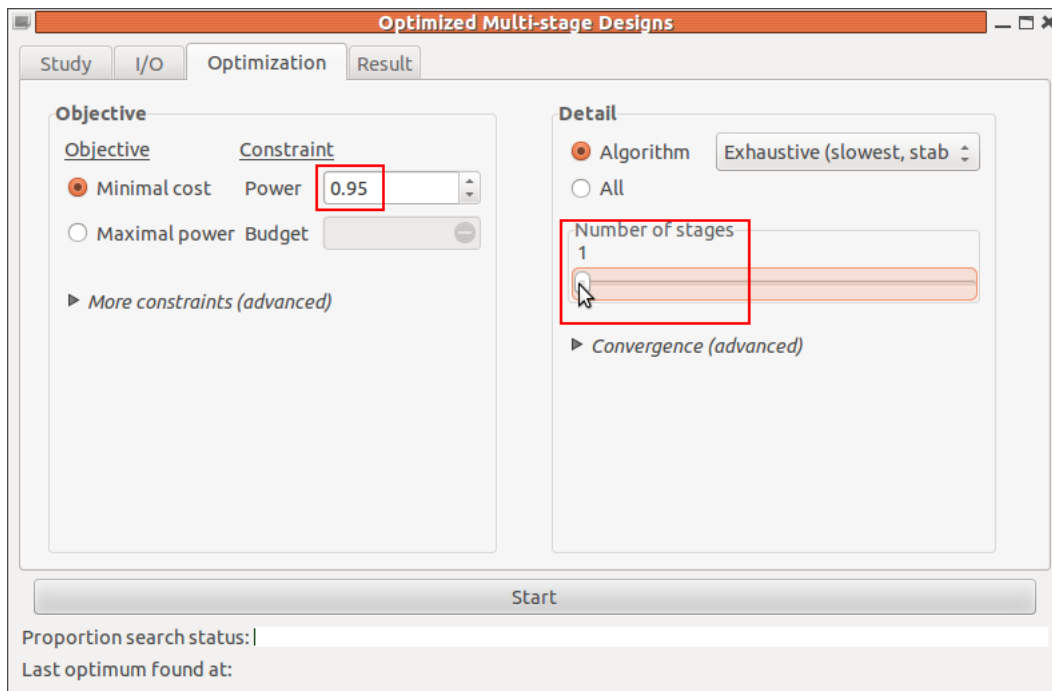 Optimized Multi-stage Designs
Study I/O Optimization Result
Objective
Objective Constraint
Minimal cost Power 0.95
Maximal power Budget
More constraints (advanced)
Detail
Algorithm Exhaustive (slowest, stab
All
Number of stages
1
Convergence (advanced)
Start
Proportion search status:
Last optimum found at: